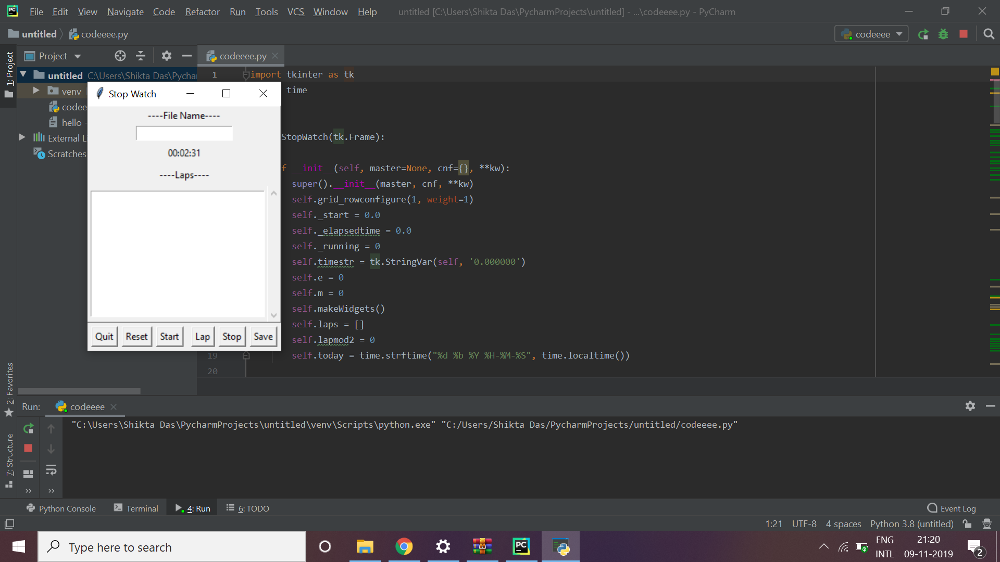 File Edit View Navigate Code Refactor Run Tools VCS Window Help untitled [C:\Users\Shikta Das\PycharmProjects\untitled] - ...\codeeee.py - PyCharm
untitled codeeee.py codeeee
1: Project
Project
codeeee.py
untitled C:\Users\Shikta Das\Pychar
venv
codee
hello -
External Li
Scratches
Stop Watch
----File Name----
00:02:31
----Laps----
Quit Reset Start Lap Stop Save
1 import tkinter as tk
time
StopWatch(tk.Frame):
f __init__(self, master=None, cnf={}, **kw):
super().__init__(master, cnf, **kw)
self.grid_rowconfigure(1, weight=1)
self._start = 0.0
self._elapsedtime = 0.0
self._running = 0
self.timestr = tk.StringVar(self, '0.000000')
self.e = 0
self.m = 0
self.makeWidgets()
self.laps = []
self.lapmod2 = 0
19 self.today = time.strftime("%d %b %Y %H-%M-%S", time.localtime())
20
2: Favorites
7: Structure
Run: codeeee
"C:\Users\Shikta Das\PycharmProjects\untitled\venv\Scripts\python.exe" "C:/Users/Shikta Das/PycharmProjects/untitled/codeeee.py"
Python Console Terminal 4: Run 6: TODO Event Log
1:21 UTF-8 4 spaces Python 3.8 (untitled)
Type here to search
PC
ENG
INTL
21:20
09-11-2019
2